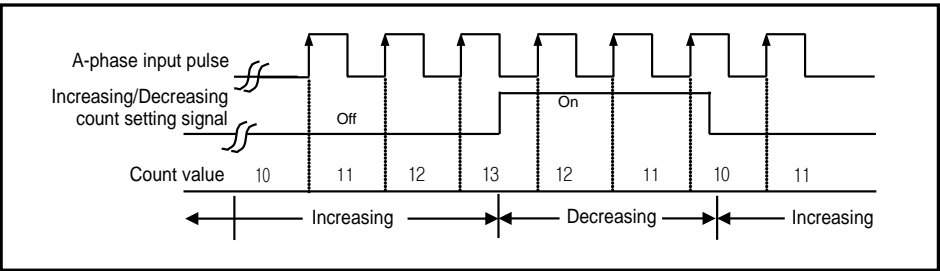 A-phase input pulse
Increasing/Decreasing
count setting signal
Off
On
Count value 10 11 12 13 12 11 10 11
Increasing Decreasing Increasing